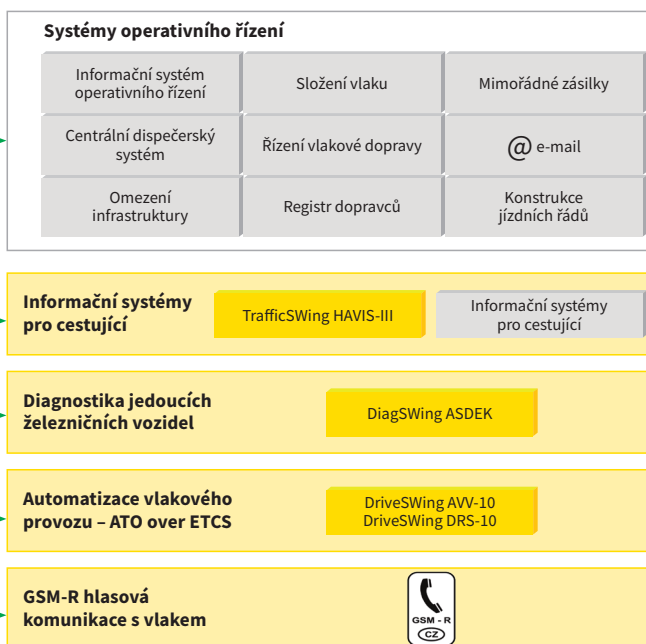 Systémy operativního řízení
Informační systém
operativního řízení
Složení vlaku
Mimořádné zásilky
Centrální dispečerský
systém
Řízení vlakové dopravy
@ e-mail
Omezení
infrastruktury
Registr dopravců
Konstrukce
jízdních řádů
Informační systémy
pro cestující
TrafficSWing HAVIS-III
Informační systémy
pro cestující
Diagnostika jedoucích
železničních vozidel
DiagSWing ASDEK
Automatizace vlakového
provozu – ATO over ETCS
DriveSWing AVV-10
DriveSWing DRS-10
GSM-R hlasová
komunikace s vlakem
GSM - R
CZ